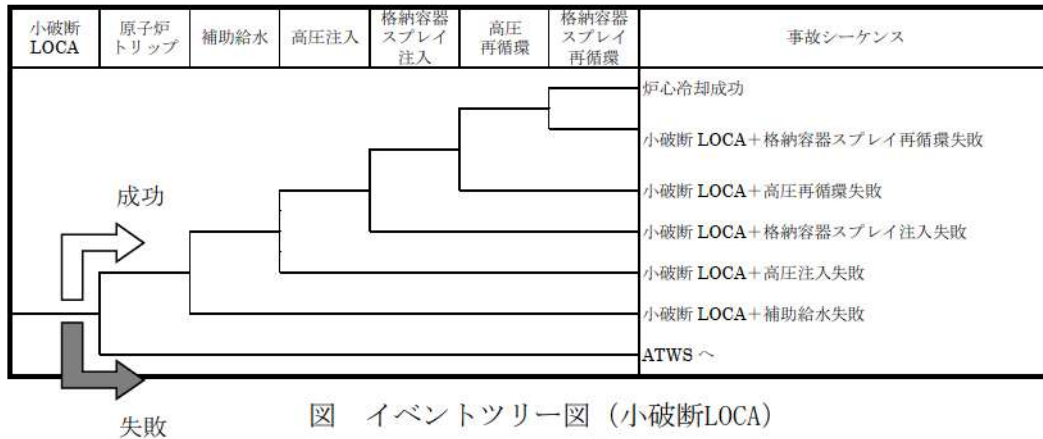 小破断
LOCA
原子炉
トリップ
補助給水
高圧注入
格納容器
スプレイ
注入
高圧
再循環
格納容器
スプレイ
再循環
事故シーケンス
炉心冷却成功
小破断 LOCA+格納容器スプレイ再循環失敗
小破断 LOCA+高圧再循環失敗
小破断 LOCA+格納容器スプレイ注入失敗
小破断 LOCA+高圧注入失敗
小破断 LOCA+補助給水失敗
ATWS へ
成功
失敗
図 イベントツリー図(小破断LOCA)